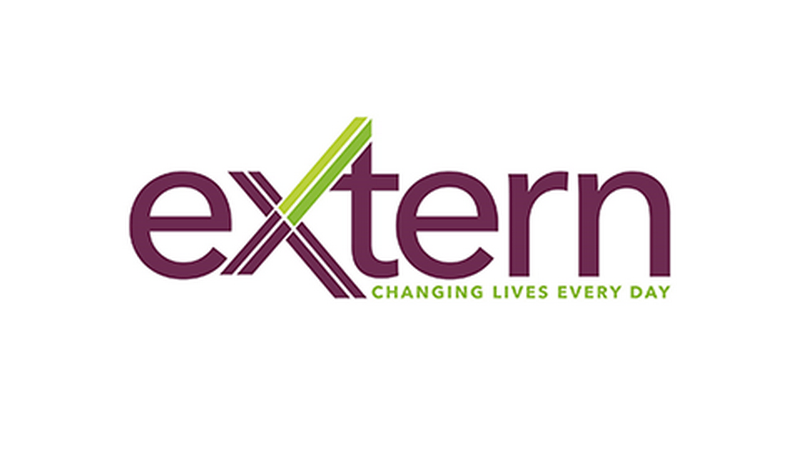 extern
CHANGING LIVES EVERY DAY